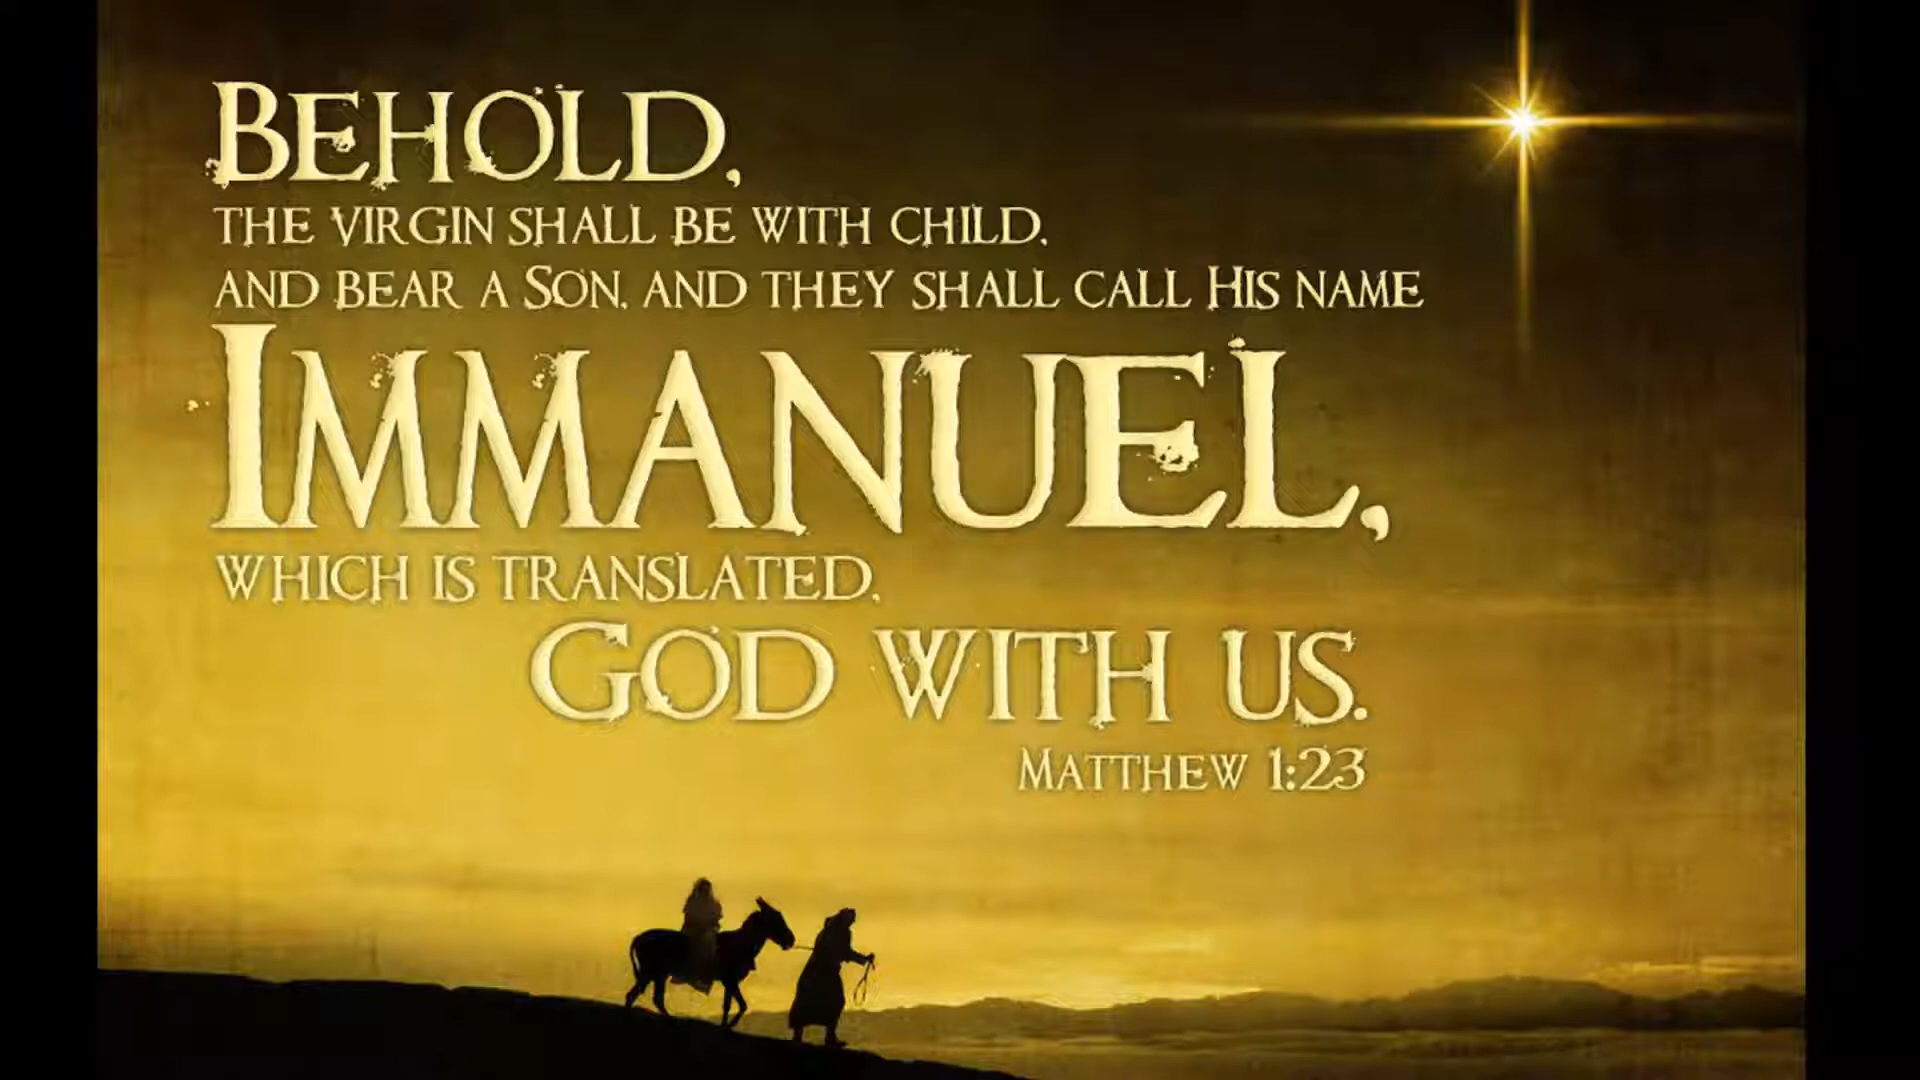 Behold,
the virgin shall be with child,
and bear a Son, and they shall call His name
Immanuel,
which is translated,
God with us.
Matthew 1:23